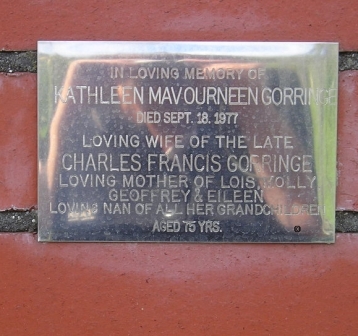 IN LOVING MEMORY OF
KATHLEEN MAVOURNEEN GORRINGE
DIED SEPT. 18. 1977
LOVING WIFE OF THE LATE
CHARLES FRANCIS GORRINGE
LOVING MOTHER OF LOIS, MOLLY
GEOFFREY & EILEEN
LOVING NAN OF ALL HER GRANDCHILDREN
AGED 75 YRS.